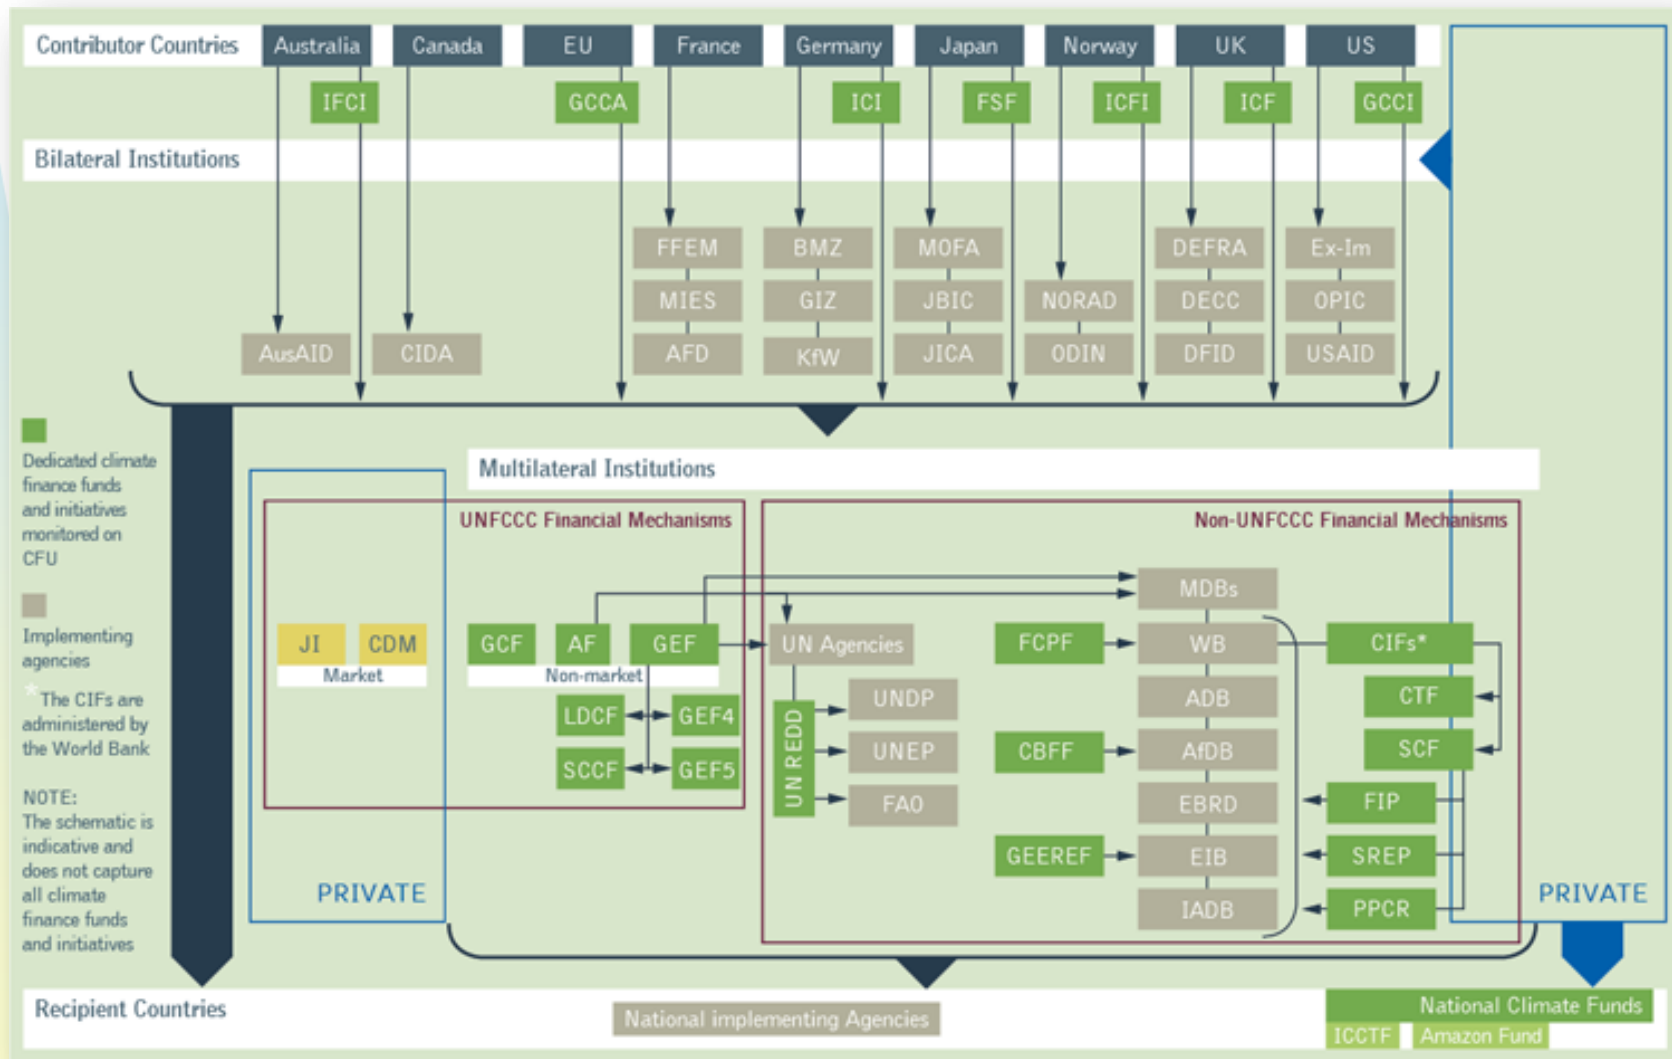 Contributor Countries
Australia
Canada
EU
France
Germany
Japan
Norway
UK
US
IFCI
GCCA
ICI
FSF
ICFI
ICF
GCCI
Bilateral Institutions
FFEM
BMZ
MOFA
DEFRA
Ex-Im
MIES
GIZ
JBIC
NORAD
DECC
OPIC
AusAID
CIDA
AFD
KfW
JICA
ODIN
DFID
USAID
Dedicated climate
finance funds
and initiatives
monitored on
CFU
Implementing
agencies
*The CIFs are
administered by
the World Bank
NOTE:
The schematic is
indicative and
does not capture
all climate
finance funds
and initiatives
Multilateral Institutions
UNFCCC Financial Mechanisms
JI
CDM
Market
GCF
AF
GEF
Non-market
LDCF
GEF4
SCCF
GEF5
PRIVATE
Non-UNFCCC Financial Mechanisms
MDBs
UN Agencies
FCPF
WB
CIFs*
UN REDD
UNDP
ADB
CTF
UNEP
CBFF
AfDB
SCF
FAO
EBRD
FIP
GEEREF
EIB
SREP
IADB
PPCR
PRIVATE
Recipient Countries
National implementing Agencies
National Climate Funds
ICCTF
Amazon Fund